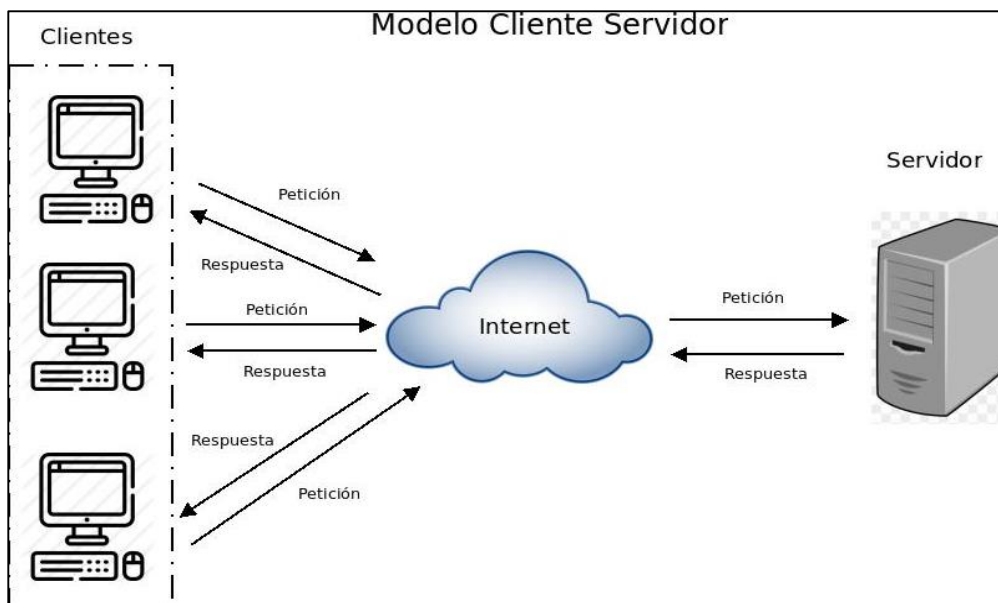 Modelo Cliente Servidor
Clientes
Servidor
Petición
Respuesta
Petición
Respuesta
Respuesta
Petición
Internet
Petición
Respuesta